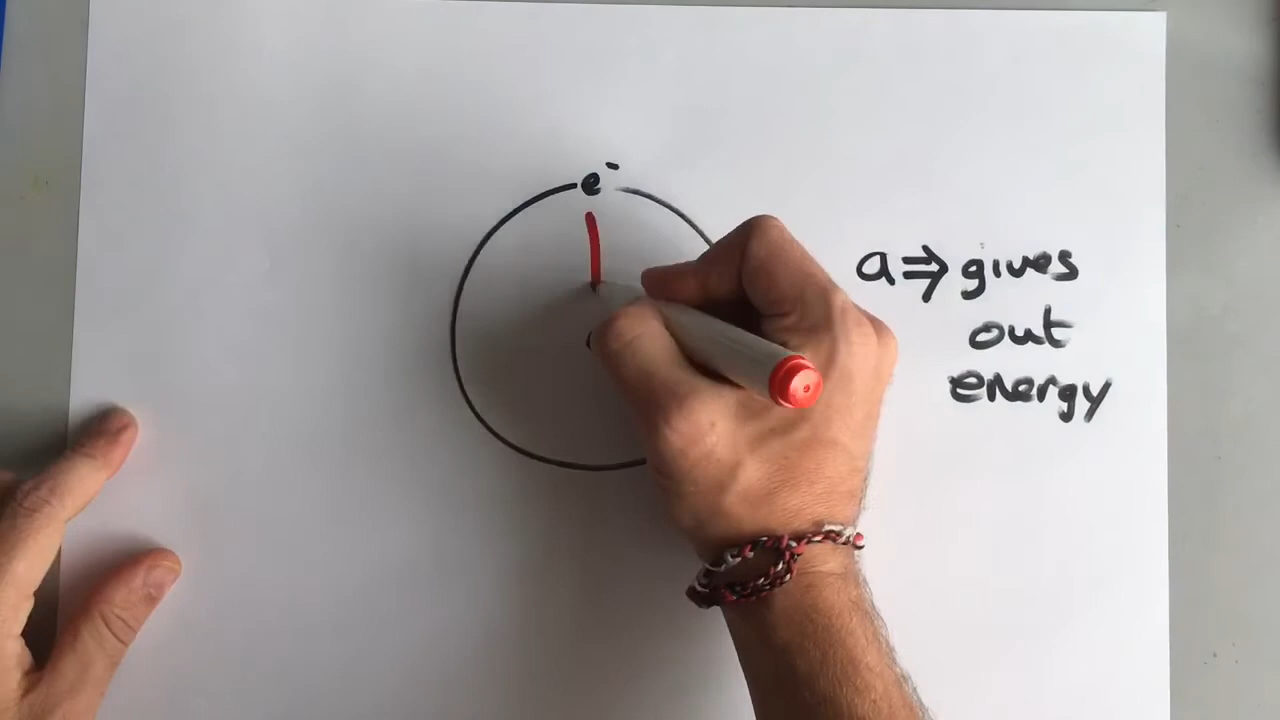 e⁻
a ⇒ gives
out
energy